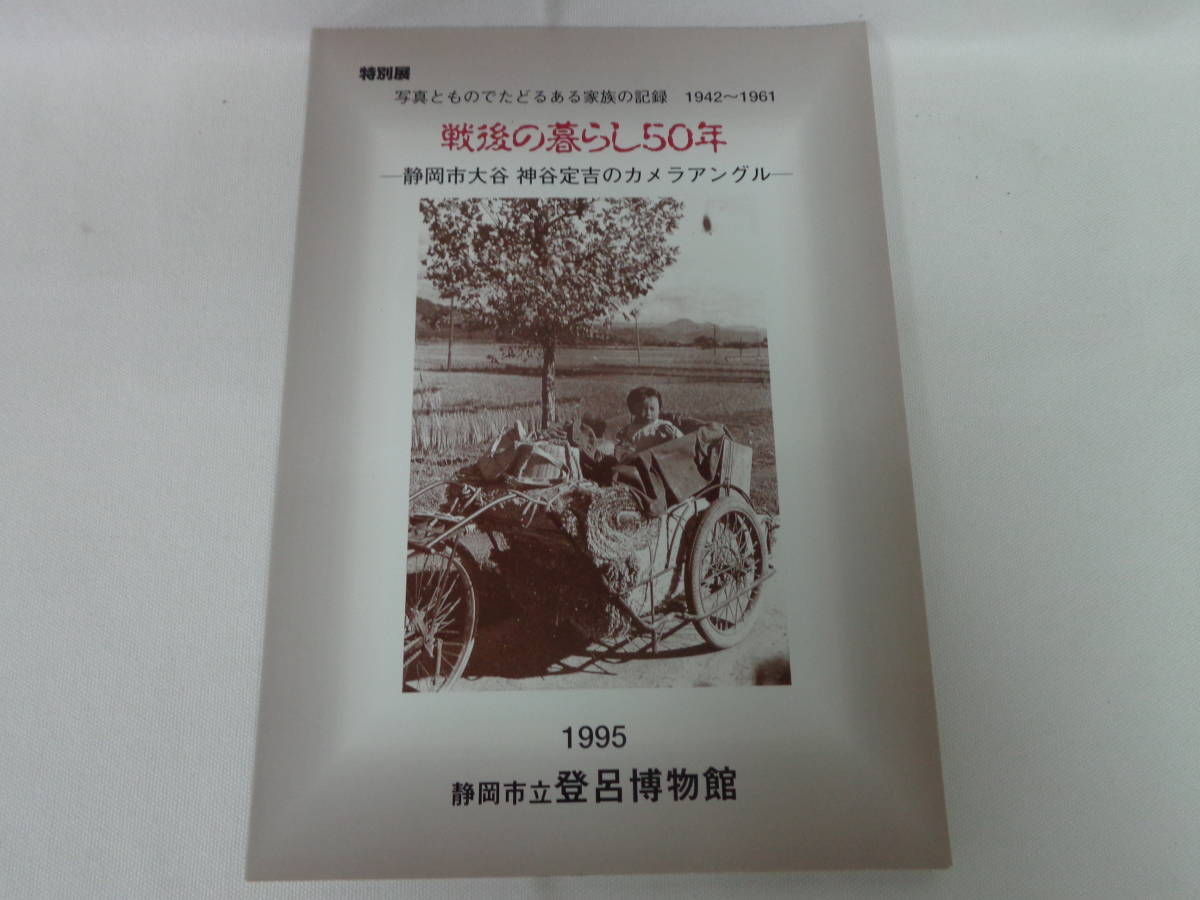 特別展
写真とものでたどるある家族の記録 1942〜1961
戦後の暮らし50年
―静岡市大谷 神谷定吉のカメラアングル―
1995
静岡市立登呂博物館